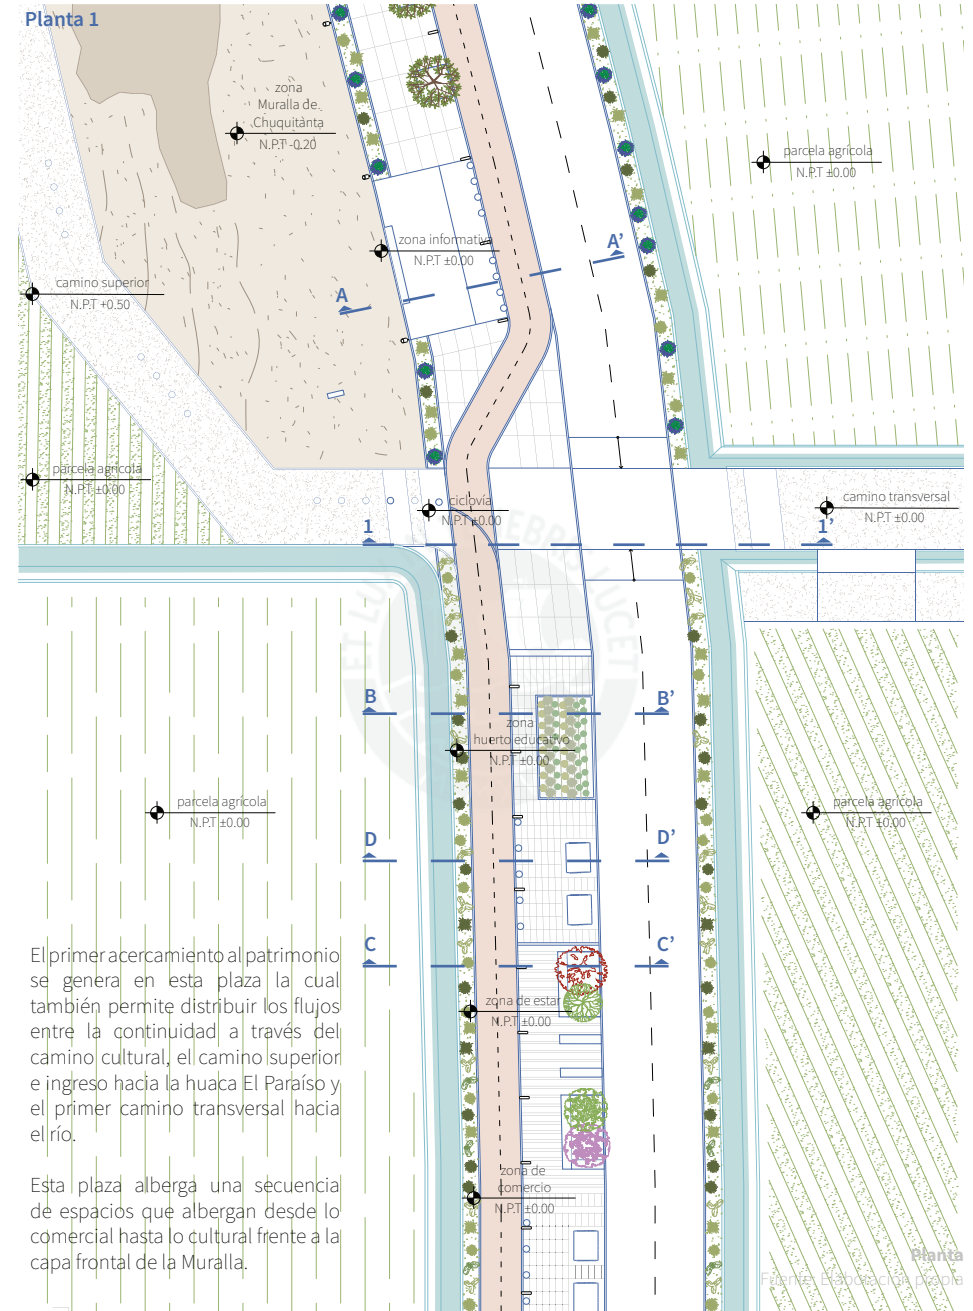 Planta 1
zona
Muralla de
Chuquitanta
N.P.T -0.20
parcela agrícola
N.P.T ±0.00
zona informativa
N.P.T ±0.00
A'
camino superior
N.P.T +0.50
A
parcela agrícola
N.P.T ±0.00
ciclovía
N.P.T ±0.00
camino transversal
N.P.T ±0.00
1
1'
ET LUX IN TENEBRIS LUCET
B
B'
zona
huerto educativo
N.P.T ±0.00
parcela agrícola
N.P.T ±0.00
parcela agrícola
N.P.T ±0.00
D
D'
C
C'
El primer acercamiento al patrimonio
se genera en esta plaza la cual
también permite distribuir los flujos
entre la continuidad a través del
camino cultural, el camino superior
e ingreso hacia la huaca El Paraíso y
el primer camino transversal hacia
el río.
zona de estar
N.P.T ±0.00
Esta plaza alberga una secuencia
de espacios que albergan desde lo
comercial hasta lo cultural frente a la
capa frontal de la Muralla.
zona de
comercio
N.P.T ±0.00
Planta
Fuente: Elaboración propia